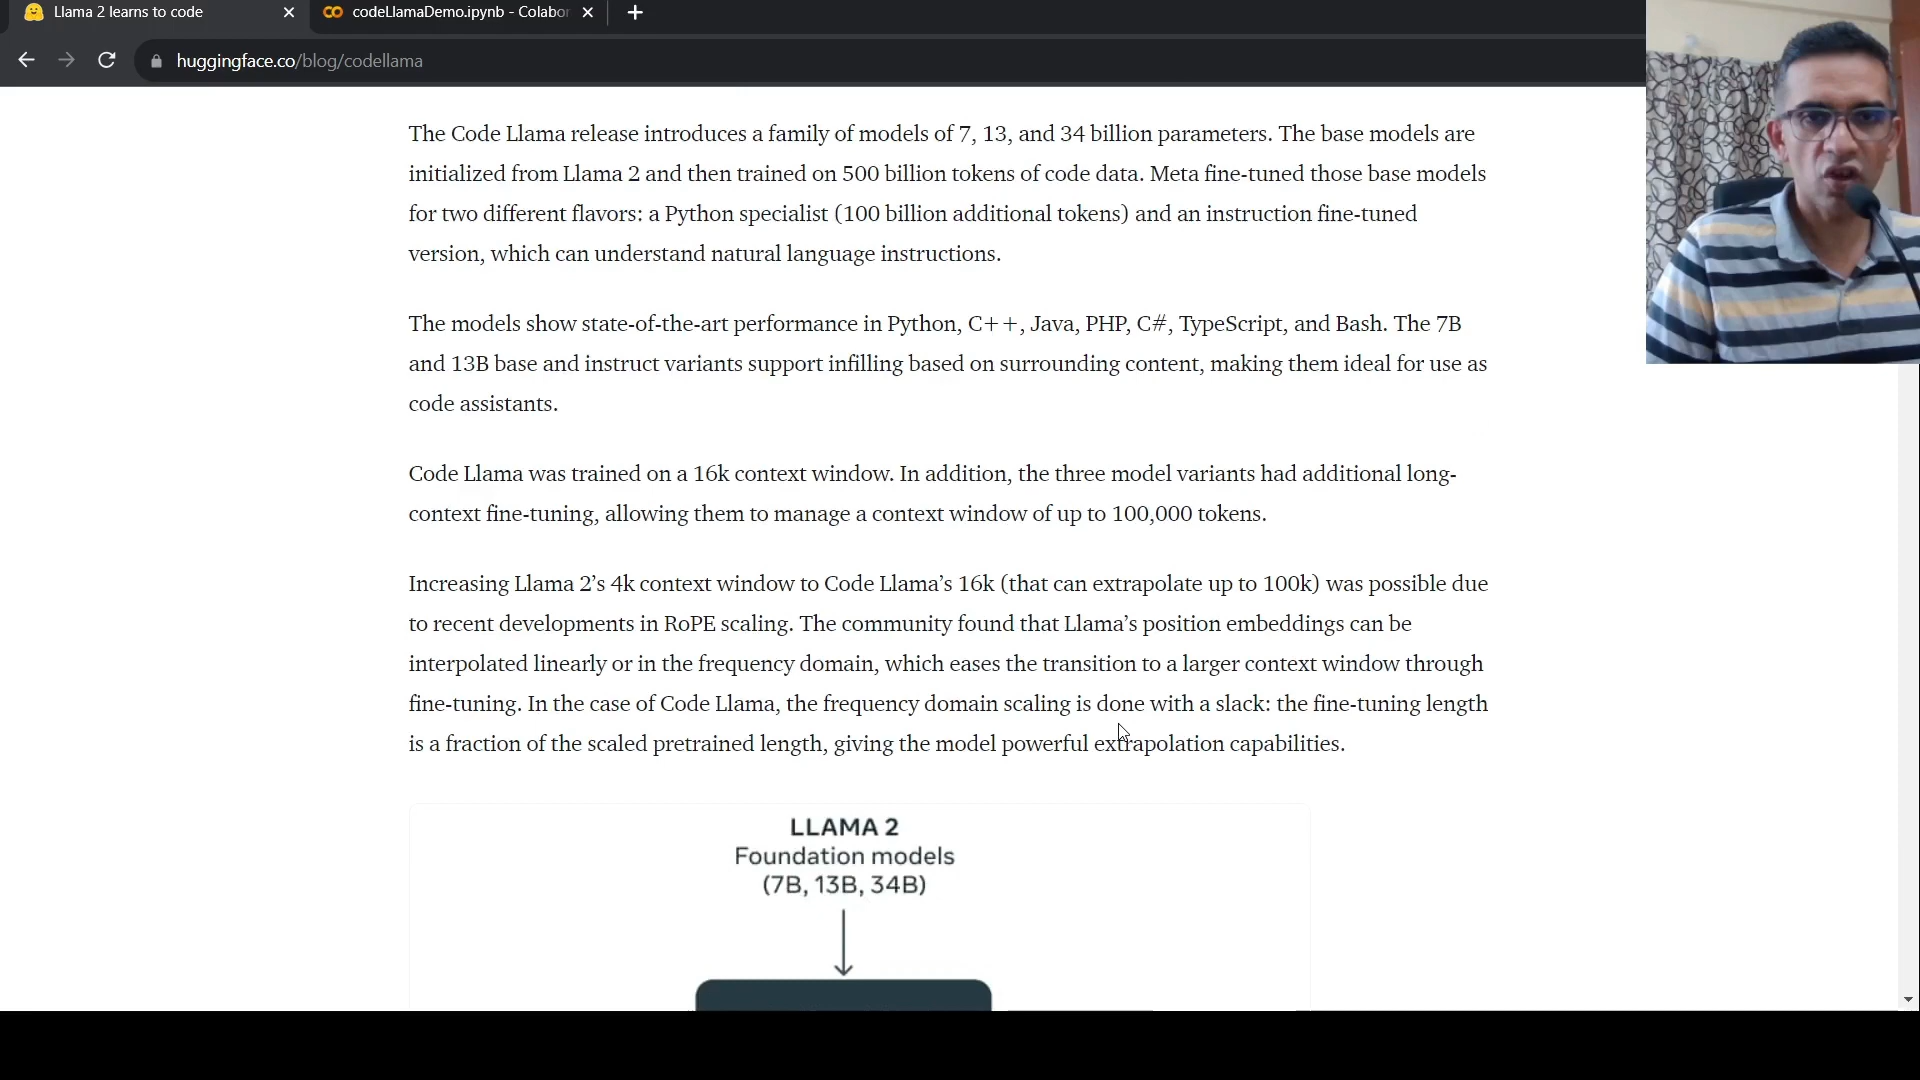 Llama 2 learns to code
codeLlamaDemo.ipynb - Colabor
huggingface.co/blog/codellama
The Code Llama release introduces a family of models of 7, 13, and 34 billion parameters. The base models are
initialized from Llama 2 and then trained on 500 billion tokens of code data. Meta fine-tuned those base models
for two different flavors: a Python specialist (100 billion additional tokens) and an instruction fine-tuned
version, which can understand natural language instructions.
The models show state-of-the-art performance in Python, C++, Java, PHP, C#, TypeScript, and Bash. The 7B
and 13B base and instruct variants support infilling based on surrounding content, making them ideal for use as
code assistants.
Code Llama was trained on a 16k context window. In addition, the three model variants had additional long-
context fine-tuning, allowing them to manage a context window of up to 100,000 tokens.
Increasing Llama 2’s 4k context window to Code Llama’s 16k (that can extrapolate up to 100k) was possible due
to recent developments in RoPE scaling. The community found that Llama’s position embeddings can be
interpolated linearly or in the frequency domain, which eases the transition to a larger context window through
fine-tuning. In the case of Code Llama, the frequency domain scaling is done with a slack: the fine-tuning length
is a fraction of the scaled pretrained length, giving the model powerful extrapolation capabilities.
LLAMA 2
Foundation models
(7B, 13B, 34B)